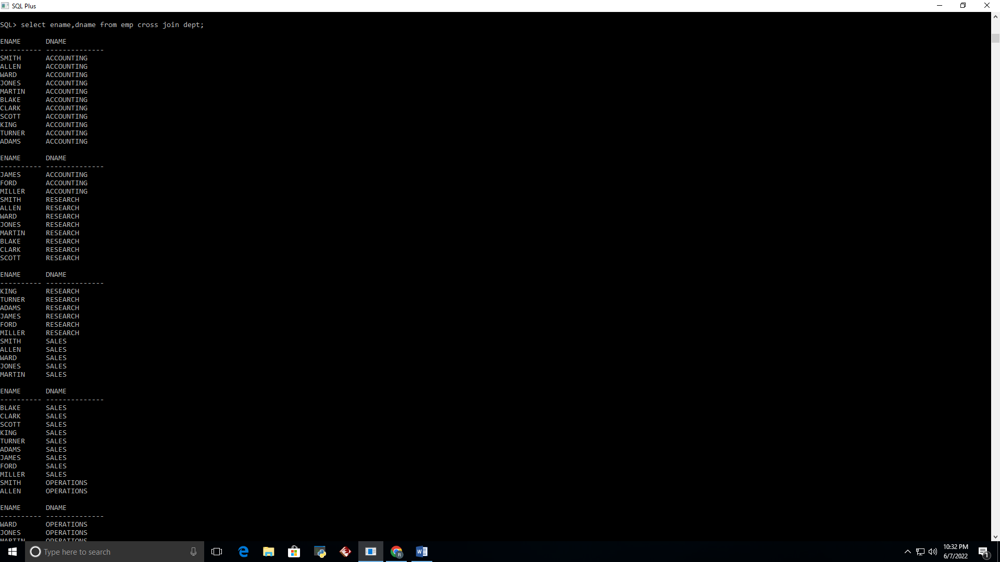 SQL Plus
SQL> select ename,dname from emp cross join dept;
ENAME      DNAME
---------- --------------
SMITH      ACCOUNTING
ALLEN      ACCOUNTING
WARD       ACCOUNTING
JONES      ACCOUNTING
MARTIN     ACCOUNTING
BLAKE      ACCOUNTING
CLARK      ACCOUNTING
SCOTT      ACCOUNTING
KING       ACCOUNTING
TURNER     ACCOUNTING
ADAMS      ACCOUNTING
ENAME      DNAME
---------- --------------
JAMES      ACCOUNTING
FORD       ACCOUNTING
MILLER     ACCOUNTING
SMITH      RESEARCH
ALLEN      RESEARCH
WARD       RESEARCH
JONES      RESEARCH
MARTIN     RESEARCH
BLAKE      RESEARCH
CLARK      RESEARCH
SCOTT      RESEARCH
ENAME      DNAME
---------- --------------
KING       RESEARCH
TURNER     RESEARCH
ADAMS      RESEARCH
JAMES      RESEARCH
FORD       RESEARCH
MILLER     RESEARCH
SMITH      SALES
ALLEN      SALES
WARD       SALES
JONES      SALES
MARTIN     SALES
ENAME      DNAME
---------- --------------
BLAKE      SALES
CLARK      SALES
SCOTT      SALES
KING       SALES
TURNER     SALES
ADAMS      SALES
JAMES      SALES
FORD       SALES
MILLER     SALES
SMITH      OPERATIONS
ALLEN      OPERATIONS
ENAME      DNAME
---------- --------------
WARD       OPERATIONS
JONES      OPERATIONS
MARTIN     OPERATIONS
Type here to search
10:32 PM
6/7/2022
1